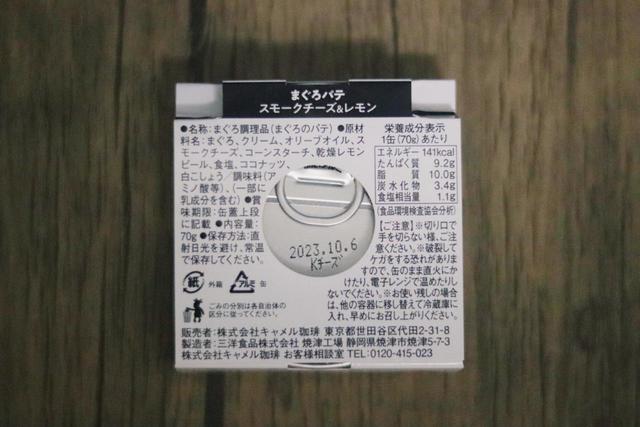 まぐろパテ
スモークチーズ&レモン
●名称:まぐろ調理品(まぐろのパテ) ●原材
料名:まぐろ、クリーム、オリーブオイル、ス
モークチーズ、コーンスターチ、乾燥レモン
ピール、食塩、ココナッツ、
白こしょう/調味料(ア
ミノ酸等)、(一部に
乳成分を含む) ●賞
味期限:缶蓋上段
に記載 ●内容量:
70g ●保存方法:直
射日光を避け、常温
で保存してください。
紙 外箱 アルミ 缶
ごみの分別は各自治体の
区分に従ってください。
2023.10.6
Kチーズ
栄養成分表示
1缶(70g)あたり
エネルギー 141kcal
たんぱく質 9.2g
脂質 10.0g
炭水化物 3.4g
食塩相当量 1.1g
(食品環境検査協会分析)
【ご注意】※切り口で
手を切らない様、ご注
意ください。※破裂して
ケガをする恐れがありま
すので、缶のまま直火にか
けたり、電子レンジで温めたりし
ないでください。※お使い残しの場合
は、他の容器に移し替えて冷蔵庫に
入れ、早めにお召し上がりください。
販売者:株式会社キャメル珈琲 東京都世田谷区代田2-31-8
製造者:三洋食品株式会社 焼津工場 静岡県焼津市焼津5-7-3
株式会社キャメル珈琲 お客様相談室 TEL:0120-415-023